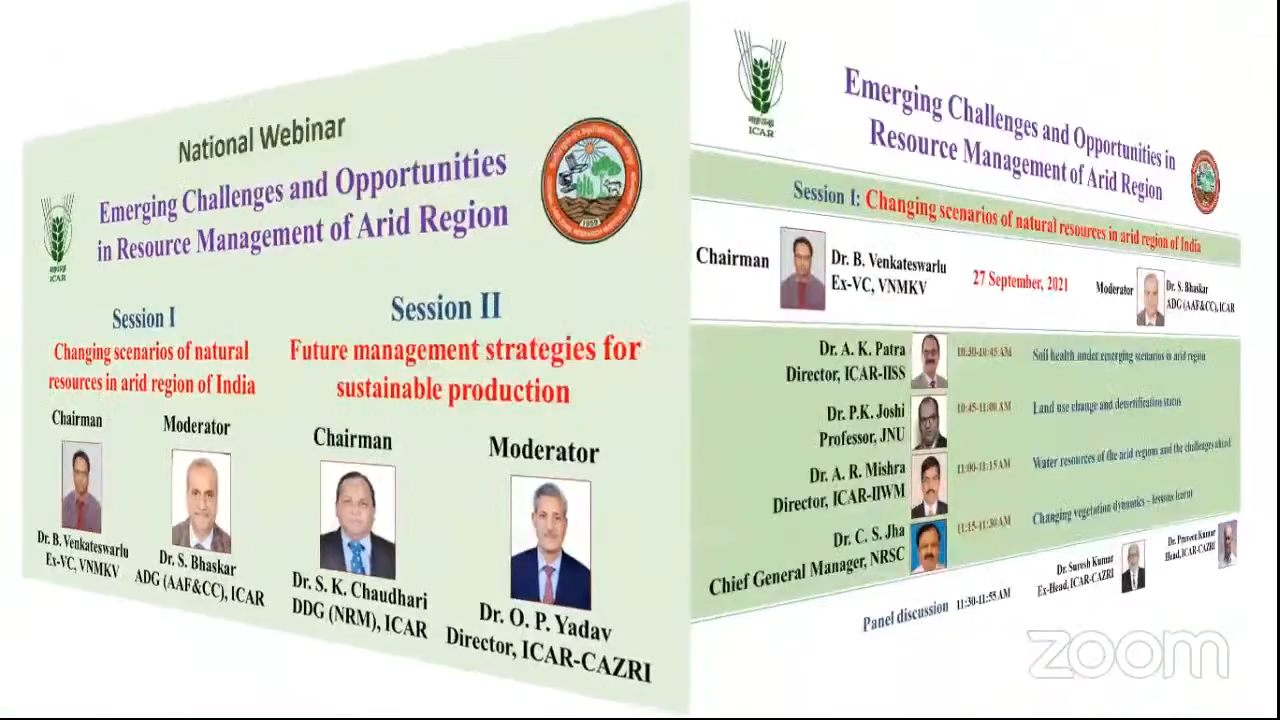 National Webinar
Emerging Challenges and Opportunities
in Resource Management of Arid Region
ICAR
1959
Session I
Changing scenarios of natural
resources in arid region of India
Chairman
Moderator
Dr. B. Venkateswarlu
Ex-VC, VNMKV
Dr. S. Bhaskar
ADG (AAF&CC), ICAR
Session II
Future management strategies for
sustainable production
Chairman
Moderator
Dr. S. K. Chaudhari
DDG (NRM), ICAR
Dr. O. P. Yadav
Director, ICAR-CAZRI
ICAR
Emerging Challenges and Opportunities in
Resource Management of Arid Region
Session I: Changing scenarios of natural resources in arid region of India
Chairman
Dr. B. Venkateswarlu
Ex-VC, VNMKV
27 September, 2021
Moderator
Dr. S. Bhaskar
ADG (AAF&CC), ICAR
Dr. A. K. Patra
Director, ICAR-IISS
10:30-10:45 AM
Soil health under emerging scenarios in arid region
Dr. P.K. Joshi
Professor, JNU
10:45-11:00 AM
Land use change and desertification status
Dr. A. R. Mishra
Director, ICAR-IIWM
11:00-11:15 AM
Water resources of the arid regions and the challenges ahead
Dr. C. S. Jha
Chief General Manager, NRSC
11:15-11:30 AM
Changing vegetation dynamics – lessons learnt
Panel discussion 11:30-11:55 AM
Dr. Suresh Kumar
Ex-Head, ICAR-CAZRI
Dr. Praveen Kumar
Head, ICAR-CAZRI
zoom